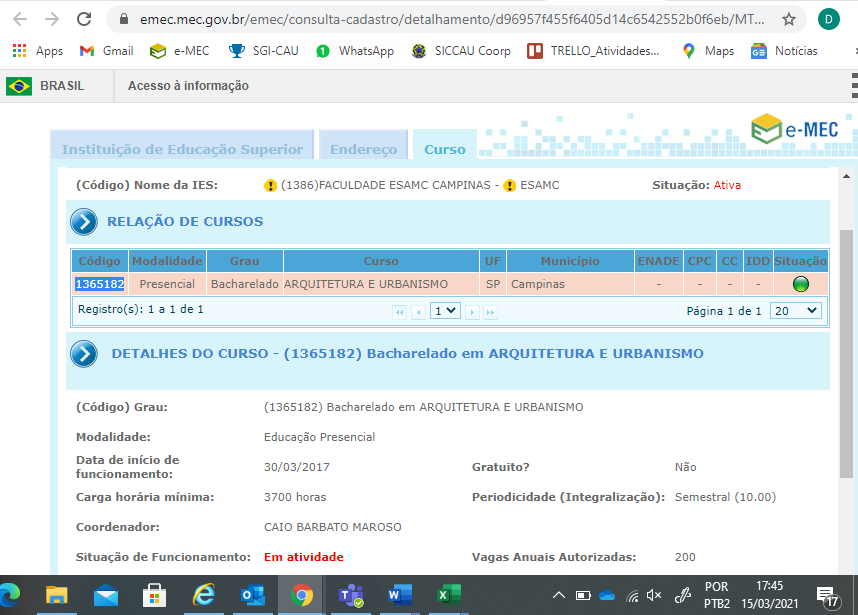 emec.mec.gov.br/emec/consulta-cadastro/detalhamento/d96957f455f6405d14c6542552b0f6eb/MT...
D
Apps Gmail e-MEC SGI-CAU WhatsApp SICCAU Coorp TRELLO_Atividades... Maps Notícias
BRASIL Acesso à informação
e-MEC
Instituição de Educação Superior Endereço Curso
(Código) Nome da IES: (1386)FACULDADE ESAMC CAMPINAS - ESAMC Situação: Ativa
RELAÇÃO DE CURSOS
Código Modalidade Grau Curso UF Município ENADE CPC CC IDD Situação
1365182 Presencial Bacharelado ARQUITETURA E URBANISMO SP Campinas - - - -
Registro(s): 1 a 1 de 1 1 Página 1 de 1 20
DETALHES DO CURSO - (1365182) Bacharelado em ARQUITETURA E URBANISMO
(Código) Grau: (1365182) Bacharelado em ARQUITETURA E URBANISMO
Modalidade: Educação Presencial
Data de início de
funcionamento: 30/03/2017 Gratuito? Não
Carga horária mínima: 3700 horas Periodicidade (Integralização): Semestral (10.00)
Coordenador: CAIO BARBATO MAROSO
Situação de Funcionamento: Em atividade Vagas Anuais Autorizadas: 200
POR 17:45
PTB2 15/03/2021 17